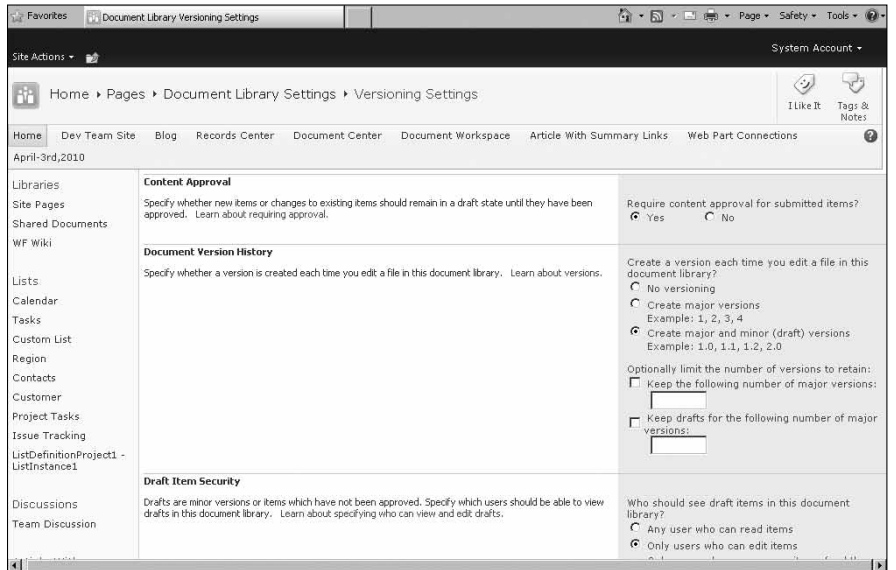 Favorites
Document Library Versioning Settings
Page Safety Tools
System Account
Site Actions
Home Pages Document Library Settings Versioning Settings
I Like It
Tags & Notes
Home Dev Team Site Blog Records Center Document Center Document Workspace Article With Summary Links Web Part Connections
April-3rd,2010
Libraries
Site Pages
Shared Documents
WF Wiki
Lists
Calendar
Tasks
Custom List
Region
Contacts
Customer
Project Tasks
Issue Tracking
ListDefinitionProject1 -
ListInstance1
Discussions
Team Discussion
Content Approval
Specify whether new items or changes to existing items should remain in a draft state until they have been
approved. Learn about requiring approval.
Require content approval for submitted items?
Yes No
Document Version History
Specify whether a version is created each time you edit a file in this document library. Learn about versions.
Create a version each time you edit a file in this
document library?
No versioning
Create major versions
Example: 1, 2, 3, 4
Create major and minor (draft) versions
Example: 1.0, 1.1, 1.2, 2.0
Optionally limit the number of versions to retain:
Keep the following number of major versions:
Keep drafts for the following number of major
versions:
Draft Item Security
Drafts are minor versions or items which have not been approved. Specify which users should be able to view
drafts in this document library. Learn about specifying who can view and edit drafts.
Who should see draft items in this document
library?
Any user who can read items
Only users who can edit items